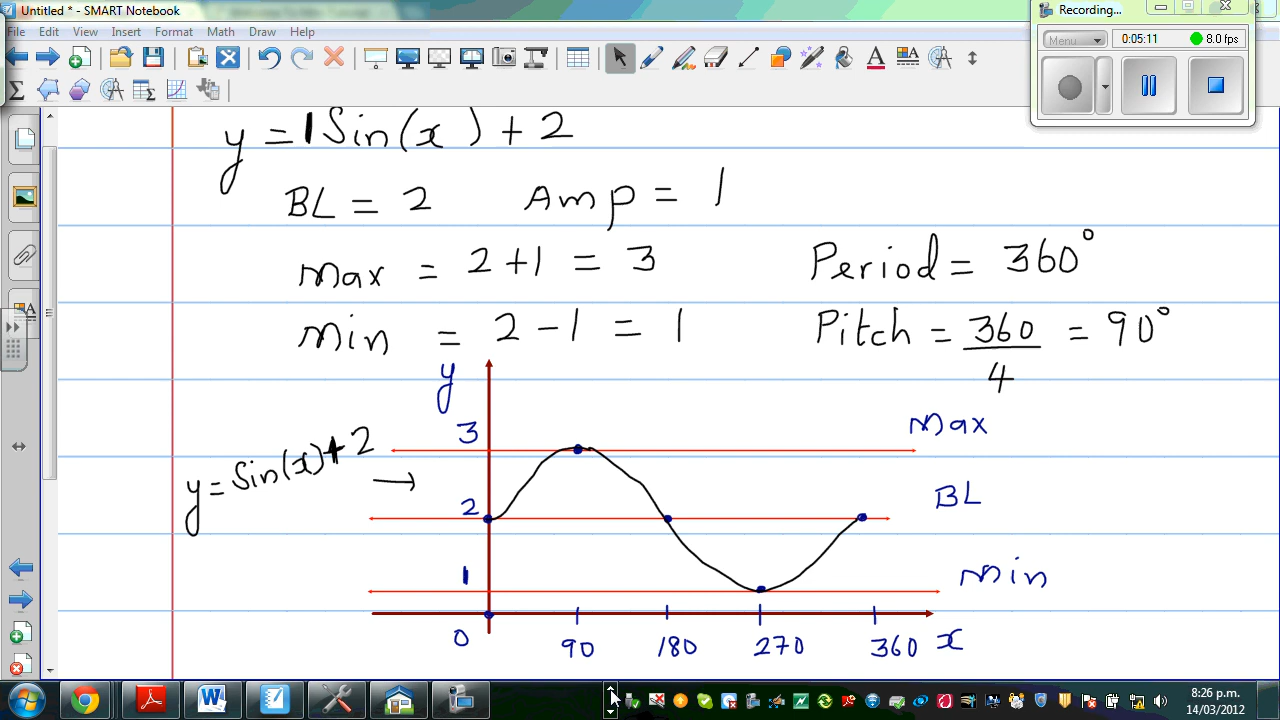 Untitled * - SMART Notebook
Recording...
File Edit View Insert Format Math Draw Help
Menu 0:05:11 8.0 fps
y = 1 Sin(x) + 2
BL = 2 Amp = 1
max = 2+1 = 3 Period = 360°
min = 2 - 1 = 1 Pitch = 360/4 = 90°
y
3 Max
y = Sin(x) + 2 →
2 BL
1 Min
0 90 180 270 360 x
8:26 p.m.
14/03/2012